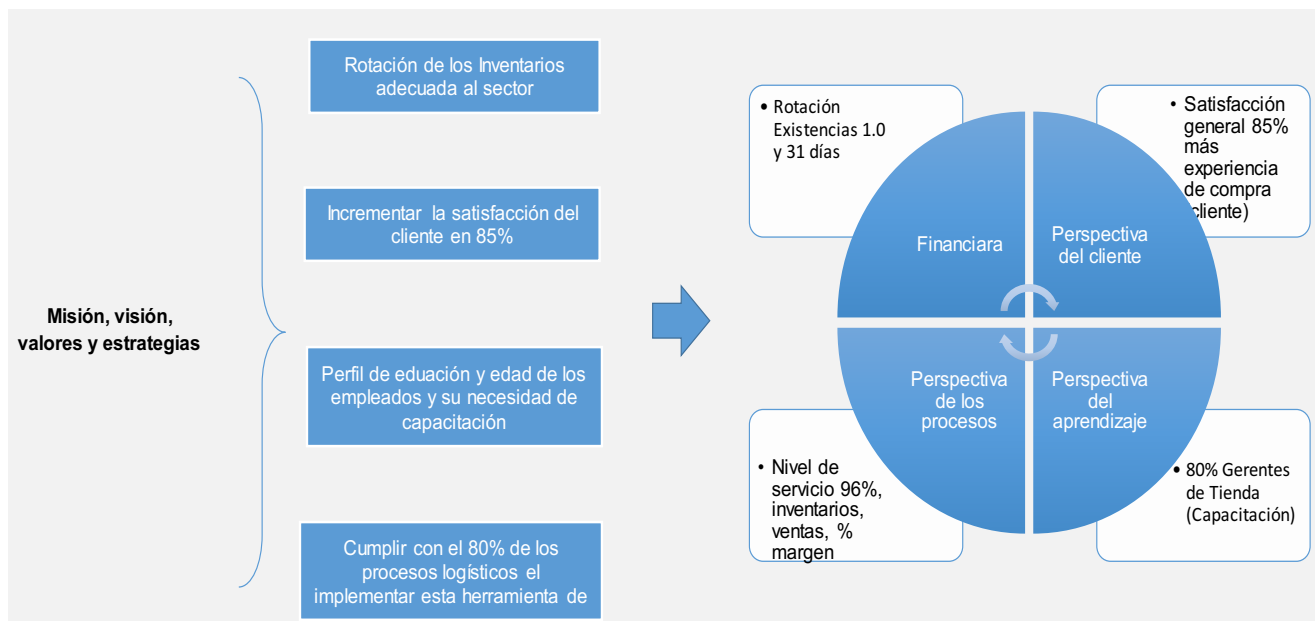 Misión, visión,
valores y estrategias
Rotación de los Inventarios
adecuada al sector
Incrementar la satisfacción del
cliente en 85%
Perfil de eduación y edad de los
empleados y su necesidad de
capacitación
Cumplir con el 80% de los
procesos logísticos el
implementar esta herramienta de
• Rotación
Existencias 1.0
y 31 días
• Satisfacción
general 85%
más
experiencia
de compra
cliente)
Financiara
Perspectiva
del cliente
Perspectiva
de los
procesos
Perspectiva
del
aprendizaje
• Nivel de
servicio 96%,
inventarios,
ventas, %
margen
• 80% Gerentes
de Tienda
(Capacitación)